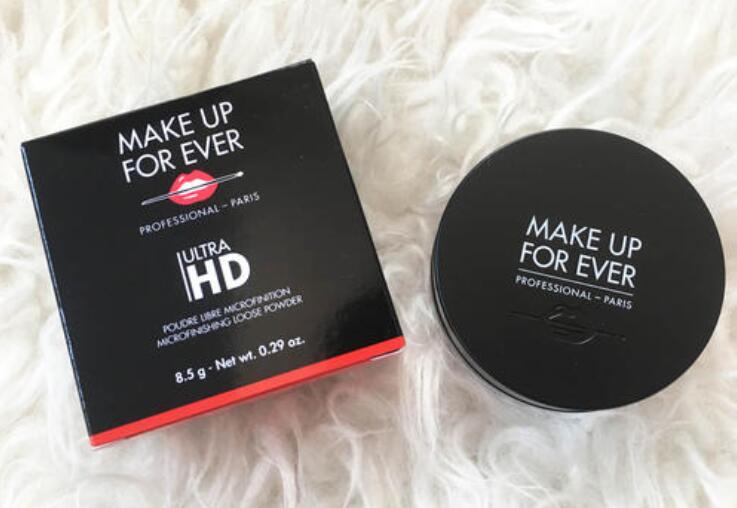 MAKE UP
FOR EVER
PROFESSIONAL – PARIS
ULTRA
HD
POUDRE LIBRE MICROFINITION
MICROFINISHING LOOSE POWDER
8.5 g - Net wt. 0.29 oz.
MAKE UP
FOR EVER
PROFESSIONAL – PARIS